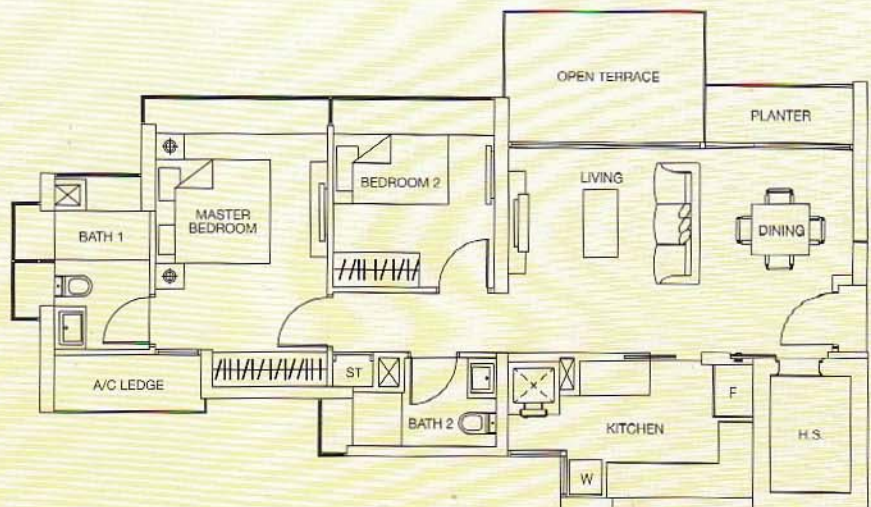 OPEN TERRACE
PLANTER
BEDROOM 2
LIVING
MASTER
BEDROOM
BATH 1
DINING
A/C LEDGE
ST
BATH 2
KITCHEN
F
H.S.
W